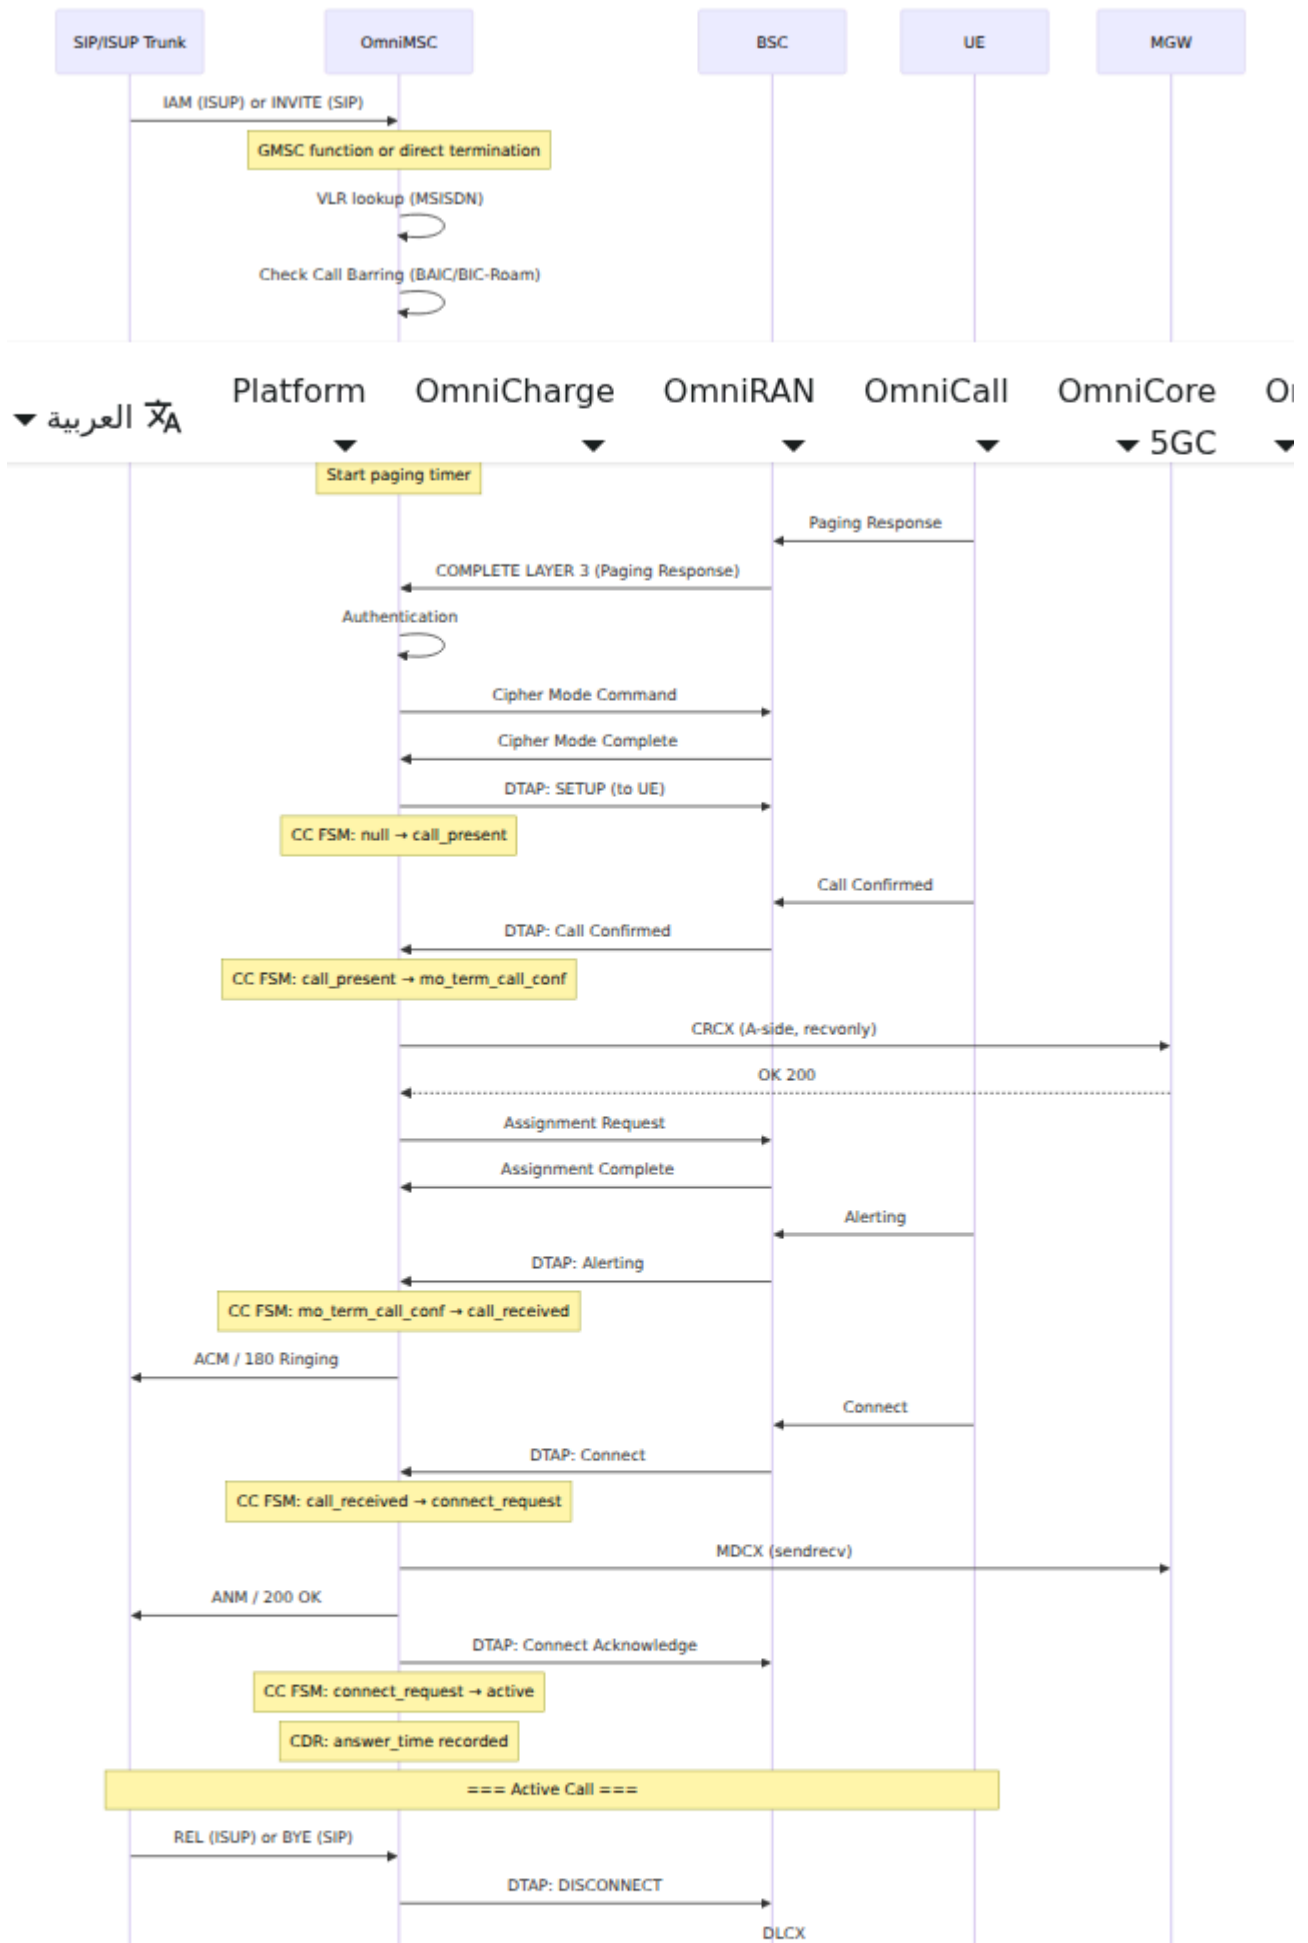 SIP/ISUP Trunk OmniMSC BSC UE MGW
IAM (ISUP) or INVITE (SIP)
GMSC function or direct termination
VLR lookup (MSISDN)
Check Call Barring (BAIC/BIC-Roam)
Platform OmniCharge OmniRAN OmniCall OmniCore
العربية
5GC
Start paging timer
Paging Response
COMPLETE LAYER 3 (Paging Response)
Authentication
Cipher Mode Command
Cipher Mode Complete
DTAP: SETUP (to UE)
CC FSM: null → call_present
Call Confirmed
DTAP: Call Confirmed
CC FSM: call_present → mo_term_call_conf
CRCX (A-side, recvonly)
OK 200
Assignment Request
Assignment Complete
Alerting
DTAP: Alerting
CC FSM: mo_term_call_conf → call_received
ACM / 180 Ringing
Connect
DTAP: Connect
CC FSM: call_received → connect_request
MDCX (sendrecv)
ANM / 200 OK
DTAP: Connect Acknowledge
CC FSM: connect_request → active
CDR: answer_time recorded
=== Active Call ===
REL (ISUP) or BYE (SIP)
DTAP: DISCONNECT
DLCX